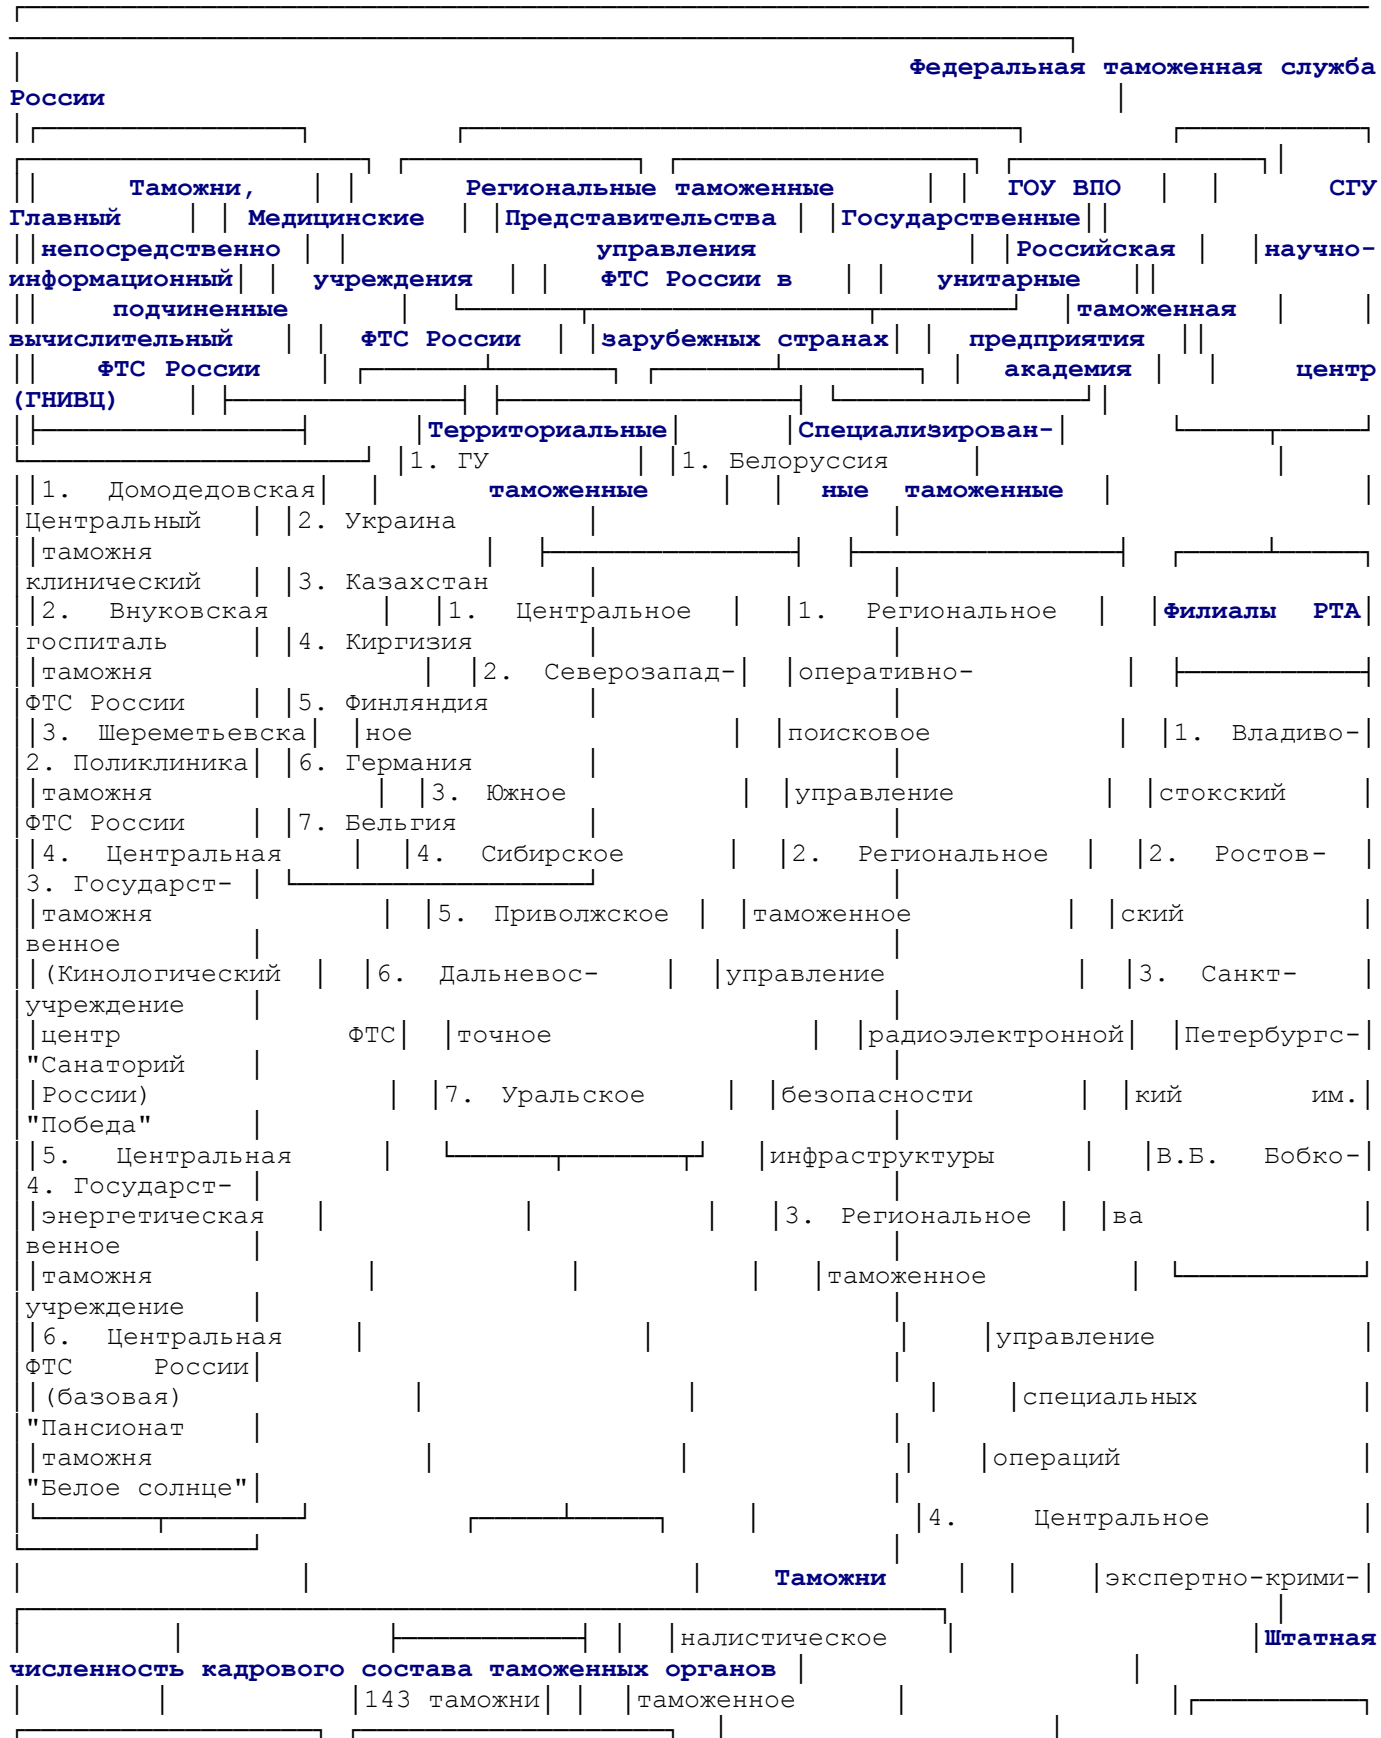 Федеральная таможенная служба
России
Таможни, Региональные таможенные ГОУ ВПО СГУ
Главный Медицинские Представительства Государственные
непосредственно управления Российская научно-
информационный учреждения ФТС России в унитарные
подчиненные таможенная
вычислительный ФТС России зарубежных странах предприятия
ФТС России академия центр
(ГНИВЦ)
Территориальные Специализирован-
1. ГУ 1. Белоруссия
1. Домодедовская таможенные ные таможенные
Центральный 2. Украина
таможня
клинический 3. Казахстан
2. Внуковская 1. Центральное 1. Региональное Филиалы РТА
госпиталь 4. Киргизия
таможня 2. Северозапад- оперативно-
ФТС России 5. Финляндия
3. Шереметьевска ное поисковое 1. Владиво-
2. Поликлиника 6. Германия
таможня 3. Южное управление стокский
ФТС России 7. Бельгия
4. Центральная 4. Сибирское 2. Региональное 2. Ростов-
3. Государст-
таможня 5. Приволжское таможенное ский
венное
(Кинологический 6. Дальневос- управление 3. Санкт-
учреждение
центр ФТС точное радиоэлектронной Петербургс-
"Санаторий
России) 7. Уральское безопасности кий им.
"Победа"
5. Центральная инфраструктуры В.Б. Бобко-
4. Государст-
энергетическая 3. Региональное ва
венное
таможня таможенное
учреждение
6. Центральная управление
ФТС России
(базовая) специальных
"Пансионат
таможня операций
"Белое солнце"
4. Центральное
Таможни экспертно-крими-
налистическое Штатная
численность кадрового состава таможенных органов
143 таможни таможенное